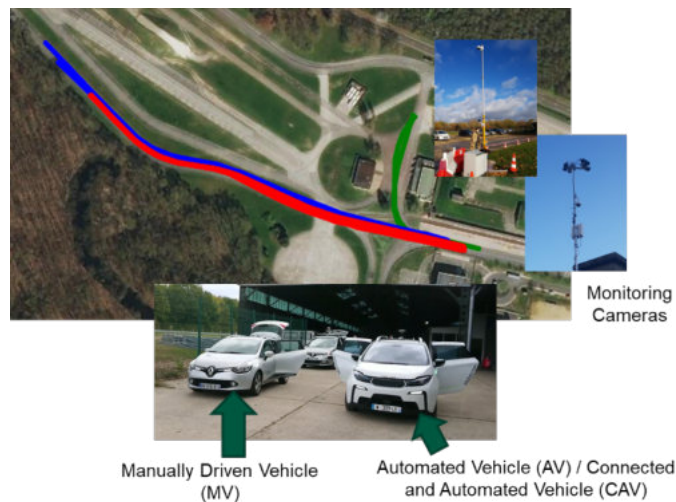 Monitoring
Cameras
Manually Driven Vehicle
(MV)
Automated Vehicle (AV) / Connected
and Automated Vehicle (CAV)